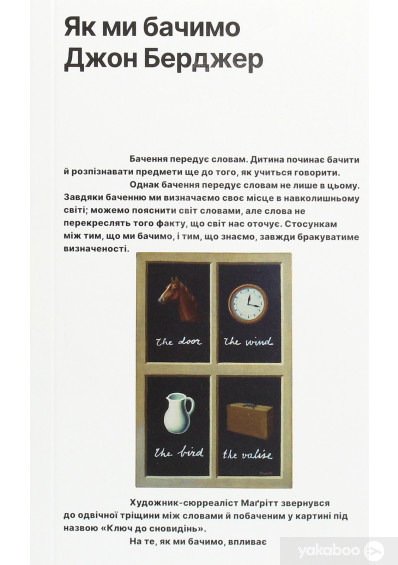 Як ми бачимо
Джон Берджер
Бачення передує словам. Дитина починає бачити
й розпізнавати предмети ще до того, як учиться говорити.
Однак бачення передує словам не лише в цьому.
Завдяки баченню ми визначаємо своє місце в навколишньому
світі; можемо пояснити світ словами, але слова не
перекреслять того факту, що світ нас оточує. Стосункам
між тим, що ми бачимо, і тим, що знаємо, завжди бракуватиме
визначеності.
the door
the wind
the bird
the valise
Художник-сюрреаліст Маґрітт звернувся
до одвічної тріщини між словами й побаченим у картині під
назвою «Ключ до сновидінь».
На те, як ми бачимо, впливає
yakaboo